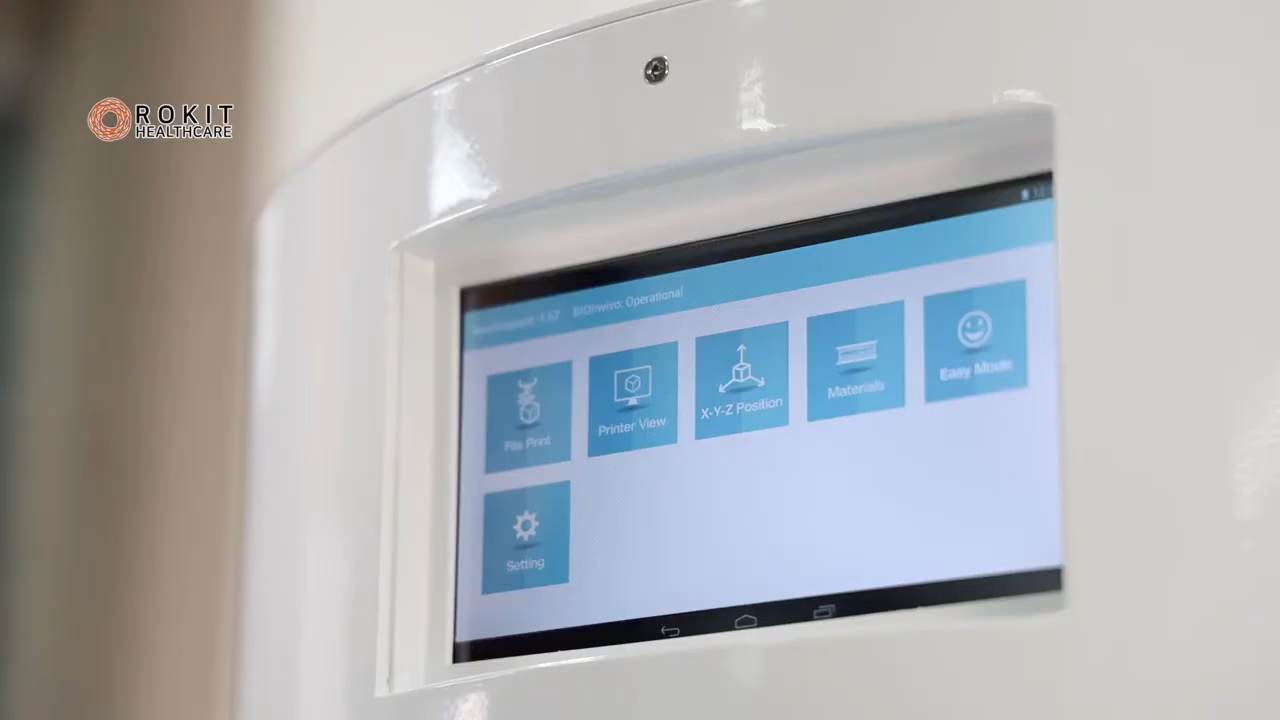 ROKIT
HEALTHCARE
BIOinvivo: Operational
File Print
Printer View
X-Y-Z Position
Materials
Easy Mode
Setting